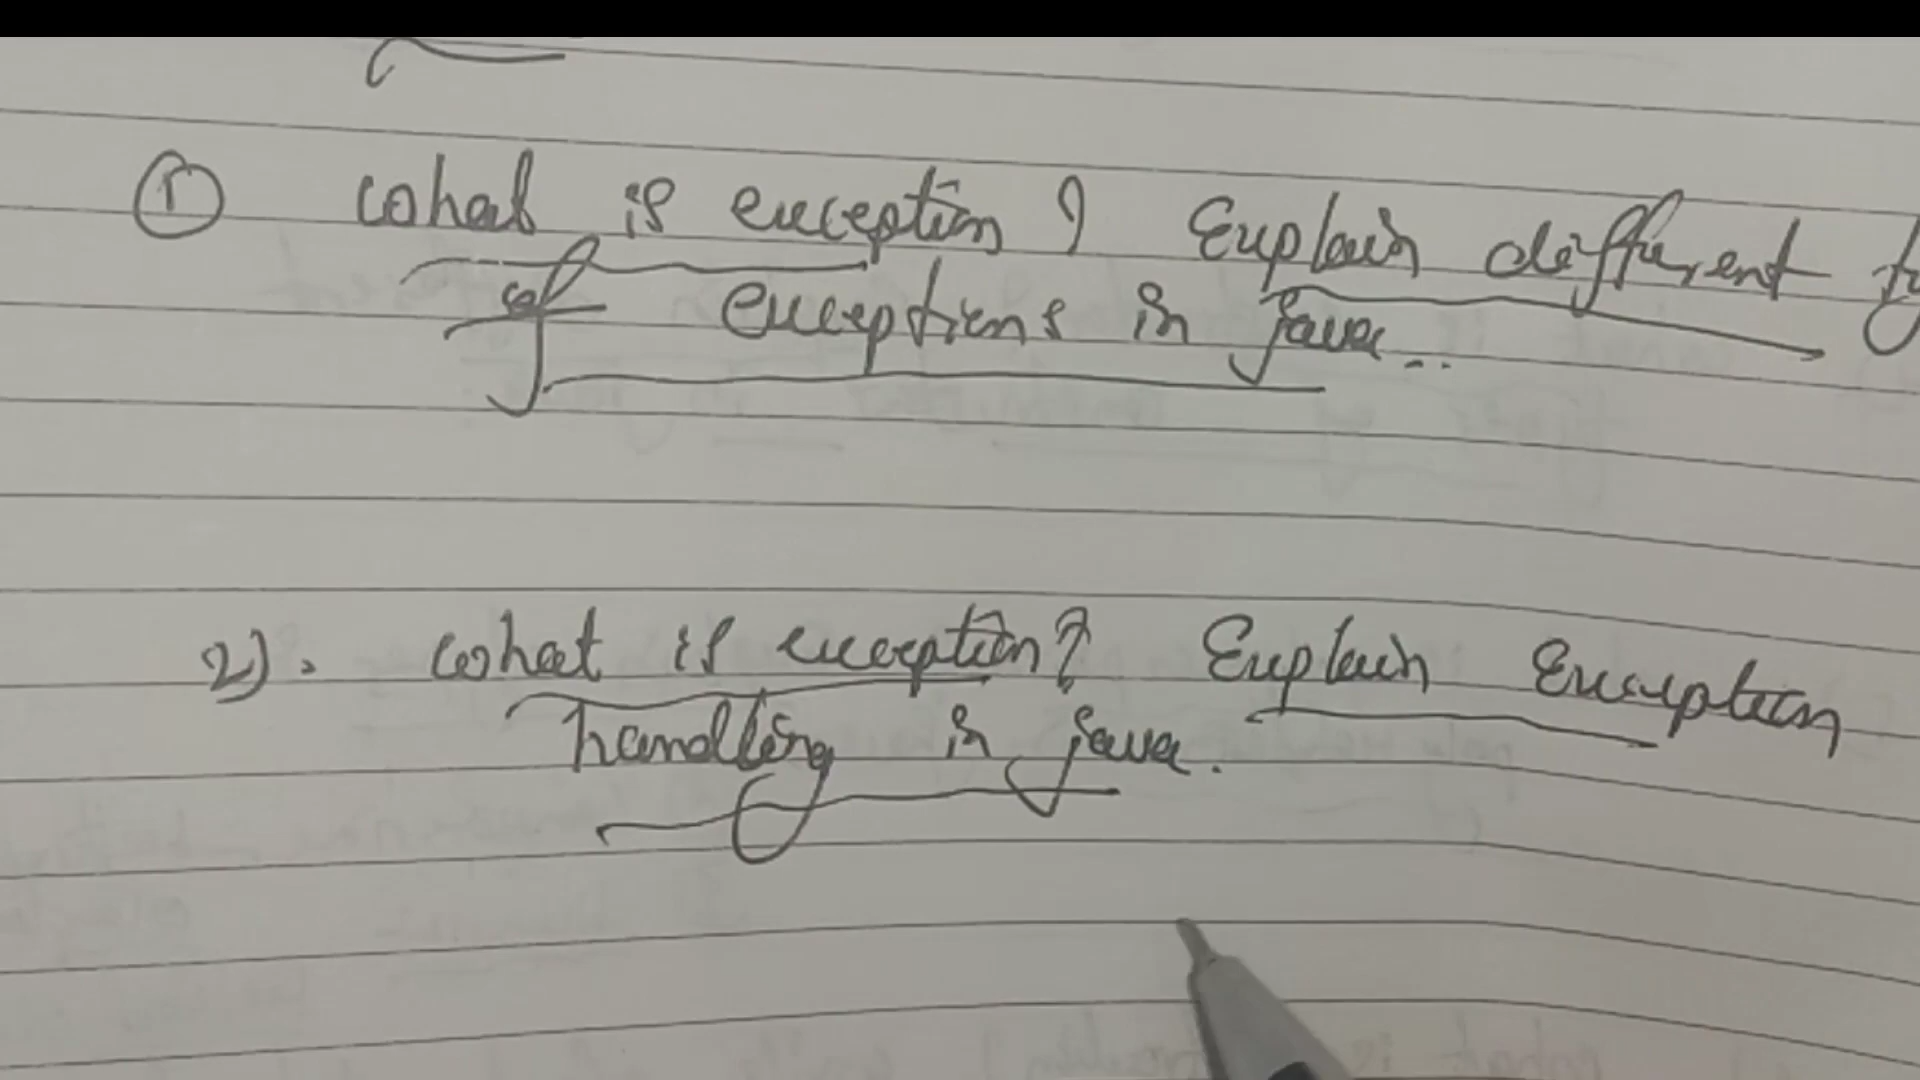 ① what is exception? Explain different ty
of exceptions in java..
2). what is exception? Explain Exception
handling in java.